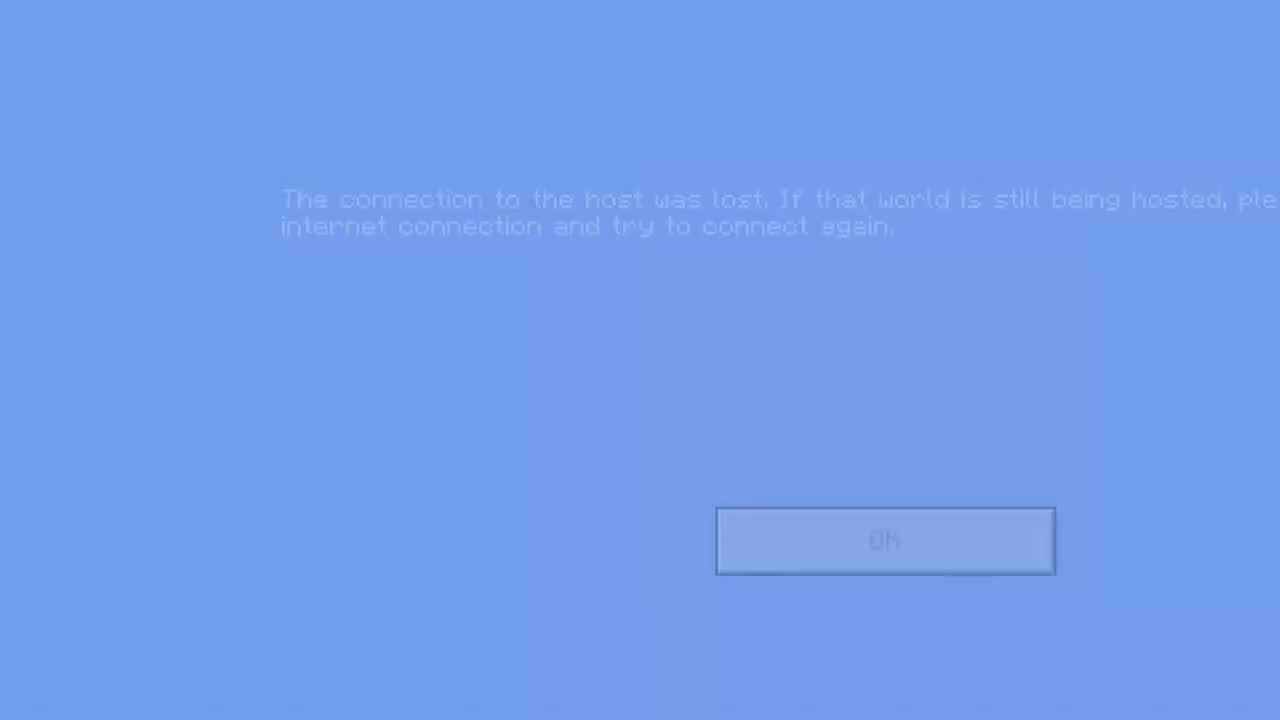 The connection to the host was lost. If that world is still being hosted, ple
internet connection and try to connect again.
OK